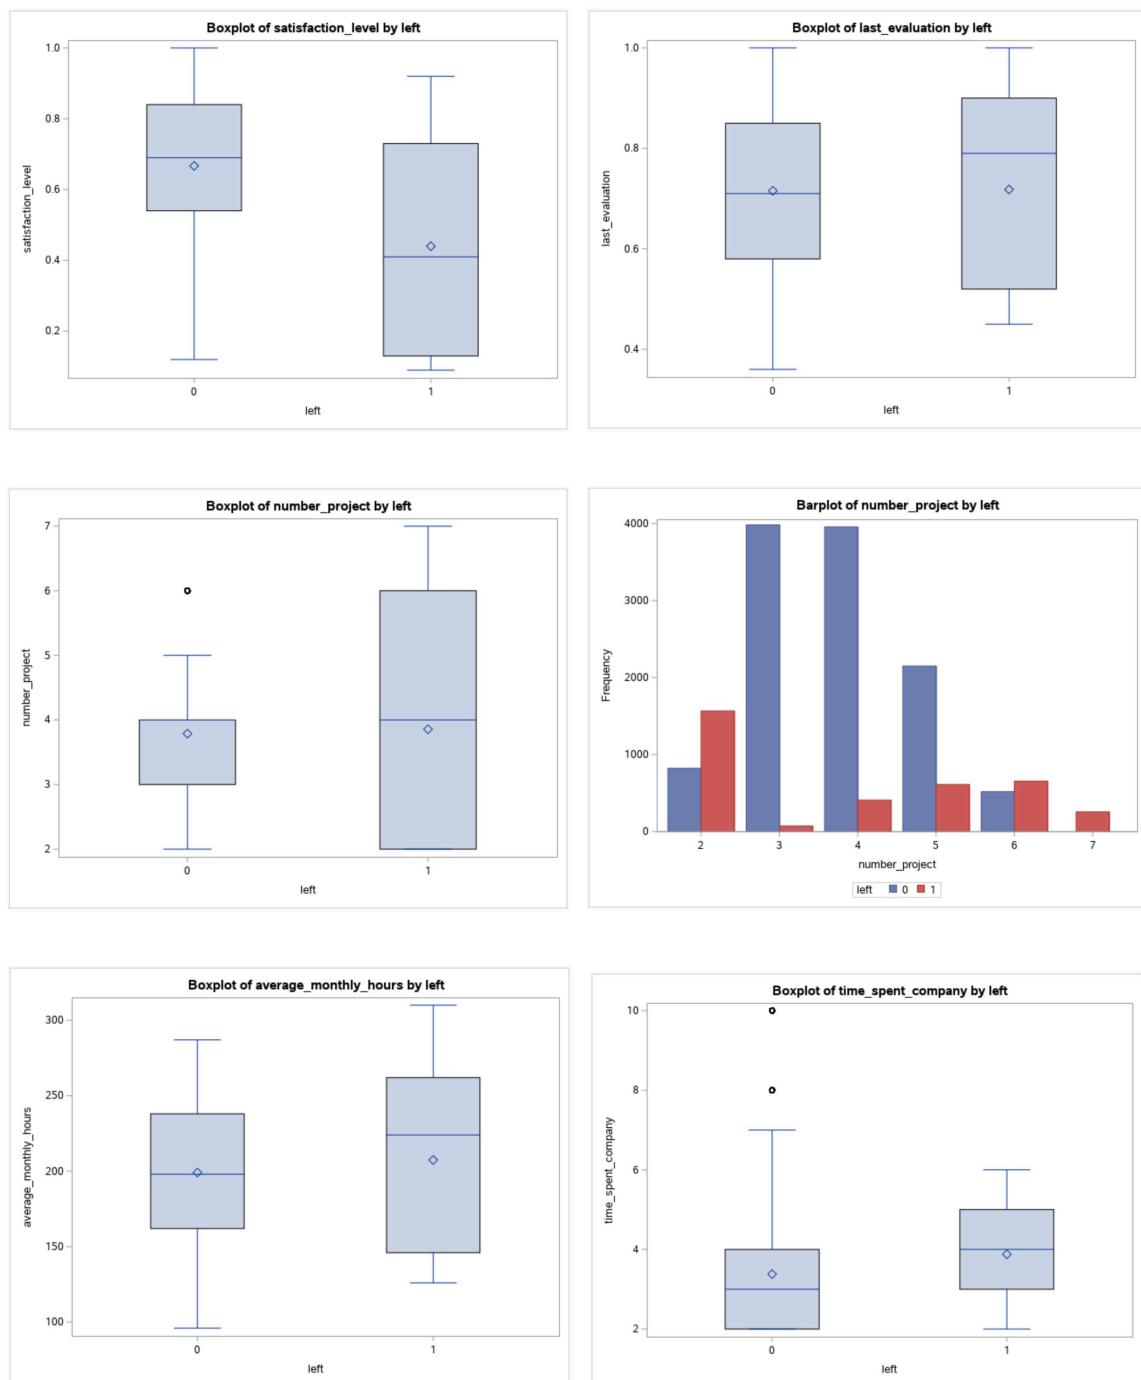 Boxplot of satisfaction_level by left
1.0
0.8
0.6
0.4
0.2
satisfaction_level
0 1
left
Boxplot of last_evaluation by left
1.0
0.8
0.6
0.4
last_evaluation
0 1
left
Boxplot of number_project by left
7
6
5
4
3
2
number_project
0 1
left
Barplot of number_project by left
4000
3000
2000
1000
0
Frequency
2 3 4 5 6 7
number_project
left 0 1
Boxplot of average_monthly_hours by left
300
250
200
150
100
average_monthly_hours
0 1
left
Boxplot of time_spent_company by left
10
8
6
4
2
time_spent_company
0 1
left